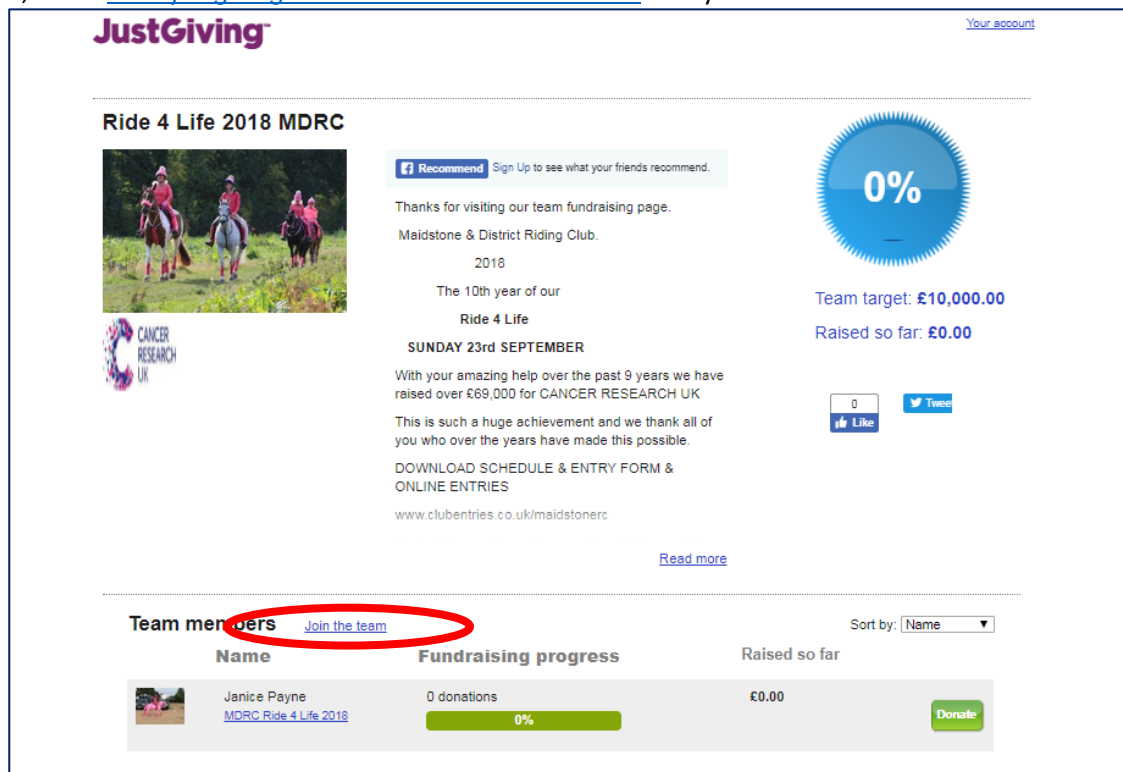 JustGiving™
Your account
Ride 4 Life 2018 MDRC
CANCER
RESEARCH
UK
Recommend Sign Up to see what your friends recommend.
Thanks for visiting our team fundraising page.
Maidstone & District Riding Club.
2018
The 10th year of our
Ride 4 Life
SUNDAY 23rd SEPTEMBER
With your amazing help over the past 9 years we have
raised over £69,000 for CANCER RESEARCH UK
This is such a huge achievement and we thank all of
you who over the years have made this possible.
DOWNLOAD SCHEDULE & ENTRY FORM &
ONLINE ENTRIES
www.clubentries.co.uk/maidstonerc
Read more
0%
Team target: £10,000.00
Raised so far: £0.00
0
Like
Twee
Team members Join the team
Sort by: Name
Name Fundraising progress Raised so far
Janice Payne 0 donations £0.00
MDRC Ride 4 Life 2018 0% Donate